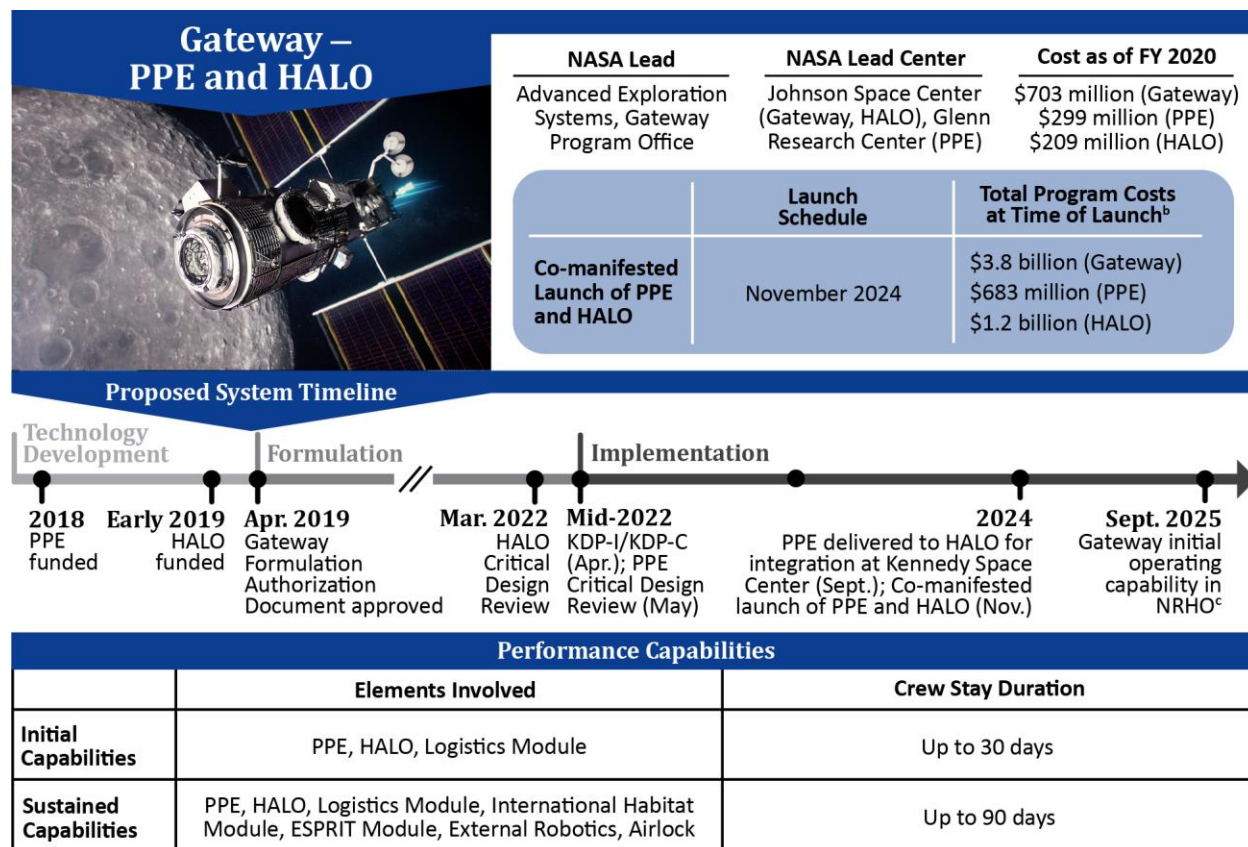 Gateway –
PPE and HALO
NASA Lead
Advanced Exploration
Systems, Gateway
Program Office
NASA Lead Center
Johnson Space Center
(Gateway, HALO), Glenn
Research Center (PPE)
Cost as of FY 2020
$703 million (Gateway)
$299 million (PPE)
$209 million (HALO)
Launch
Schedule
Total Program Costs
at Time of Launchᵇ
Co-manifested
Launch of PPE
and HALO
November 2024
$3.8 billion (Gateway)
$683 million (PPE)
$1.2 billion (HALO)
Proposed System Timeline
Technology
Development
Formulation
Implementation
2018
PPE
funded
Early 2019
HALO
funded
Apr. 2019
Gateway
Formulation
Authorization
Document approved
Mar. 2022
HALO
Critical
Design
Review
Mid-2022
KDP-I/KDP-C
(Apr.); PPE
Critical Design
Review (May)
2024
PPE delivered to HALO for
integration at Kennedy Space
Center (Sept.); Co-manifested
launch of PPE and HALO (Nov.)
Sept. 2025
Gateway initial
operating
capability in
NRHOᶜ
Performance Capabilities
Elements Involved
Crew Stay Duration
Initial
Capabilities
PPE, HALO, Logistics Module
Up to 30 days
Sustained
Capabilities
PPE, HALO, Logistics Module, International Habitat
Module, ESPRIT Module, External Robotics, Airlock
Up to 90 days